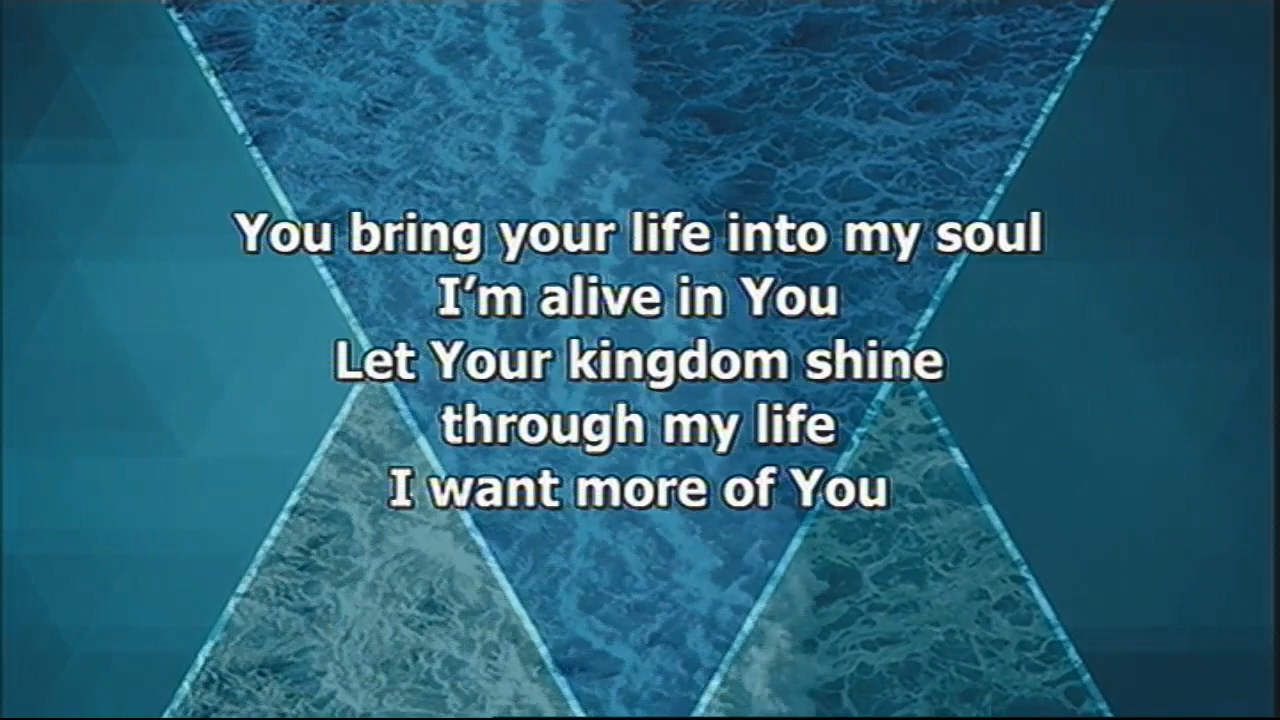 You bring your life into my soul
I’m alive in You
Let Your kingdom shine
through my life
I want more of You